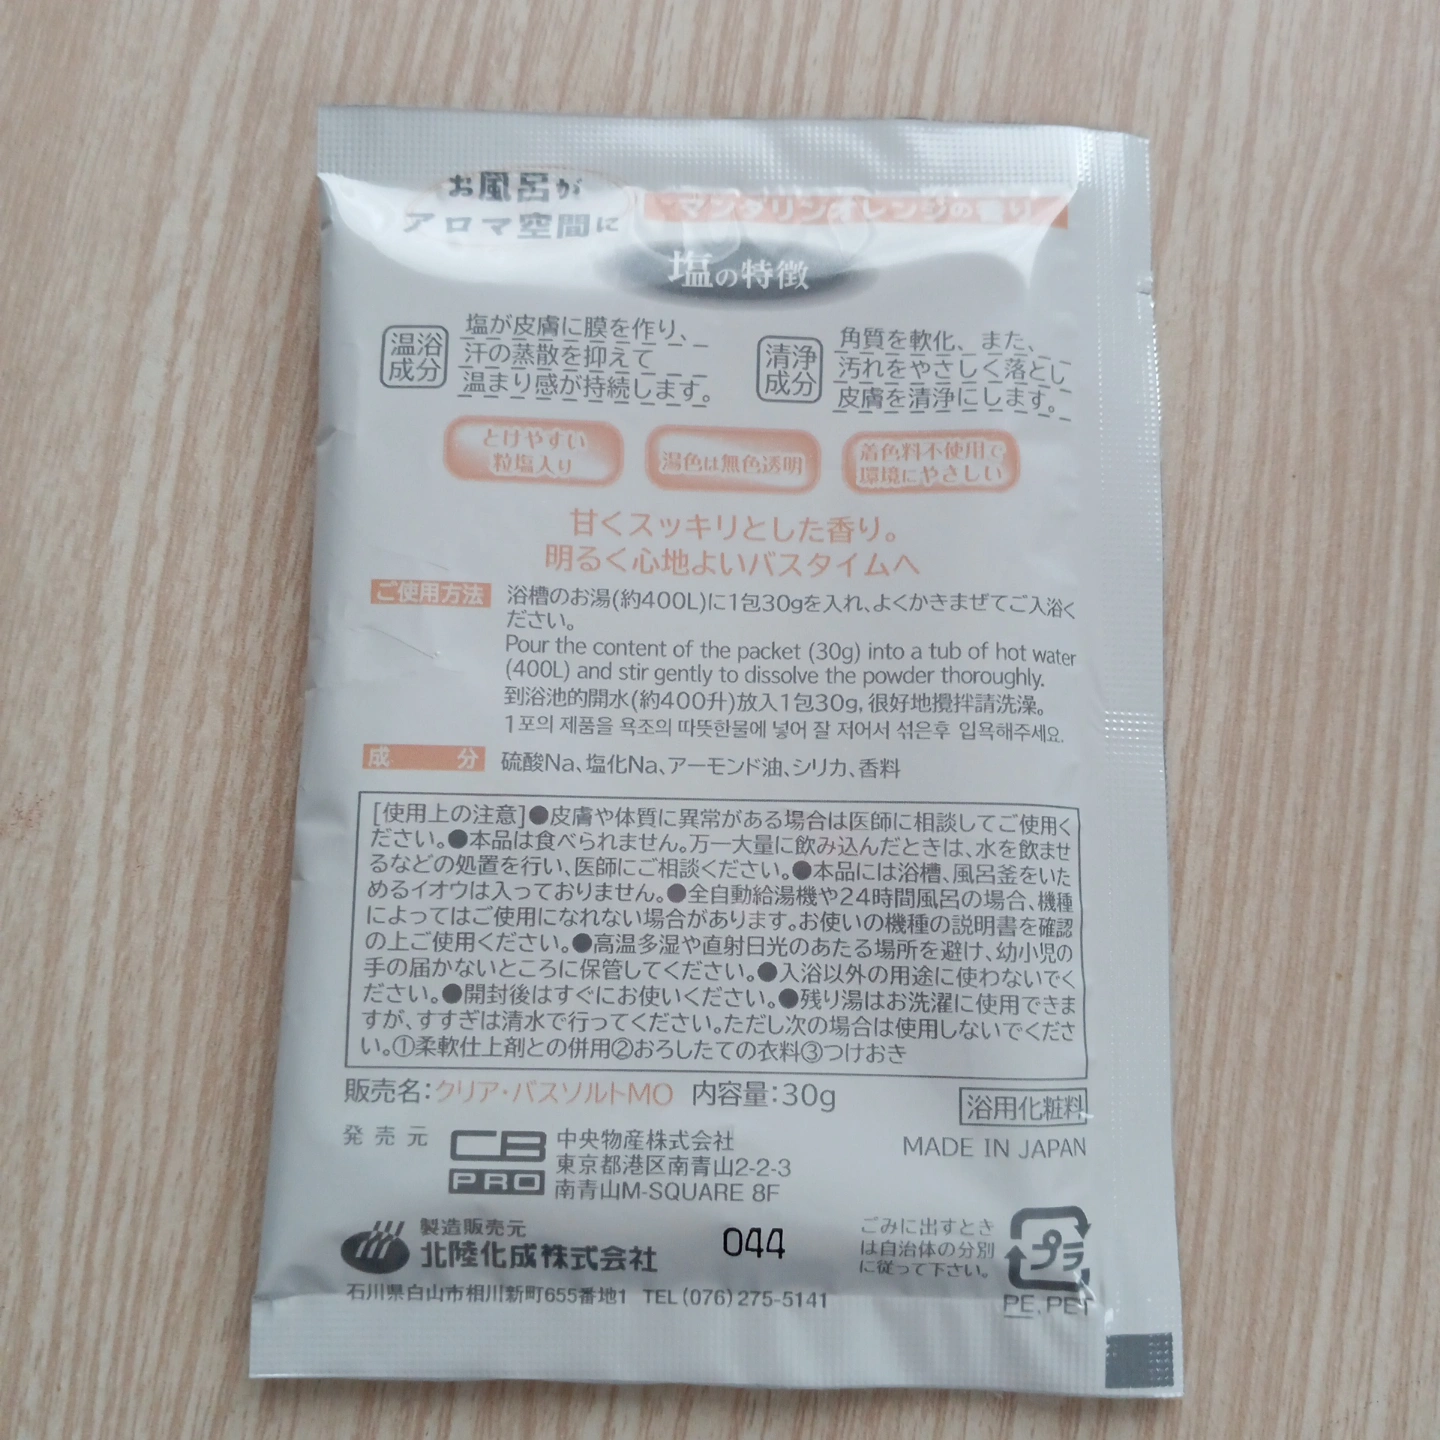 お風呂が
アロマ空間に
マンダリンオレンジの香り
塩の特徴
温浴
成分
塩が皮膚に膜を作り、
汗の蒸散を抑えて
温まり感が持続します。
清浄
成分
角質を軟化、また、
汚れをやさしく落とし
皮膚を清浄にします。
とけやすい
粒塩入り
湯色は無色透明
着色料不使用で
環境にやさしい
甘くスッキリとした香り。
明るく心地よいバスタイムへ
ご使用方法
浴槽のお湯(約400L)に1包30gを入れ、よくかきまぜてご入浴く
ださい。
Pour the content of the packet (30g) into a tub of hot water
(400L) and stir gently to dissolve the powder thoroughly.
到浴池的開水(約400升)放入1包30g, 很好地攪拌請洗澡。
1포의 제품을 욕조의 따뜻한물에 넣어 잘 저어서 섞은후 입욕해주세요.
成分
硫酸Na、塩化Na、アーモンド油、シリカ、香料
[使用上の注意]●皮膚や体質に異常がある場合は医師に相談してご使用く
ださい。●本品は食べられません。万一大量に飲み込んだときは、水を飲ませ
るなどの処置を行い、医師にご相談ください。●本品には浴槽、風呂釜をいた
めるイオウは入っておりません。●全自動給湯機や24時間風呂の場合、機種
によってはご使用になれない場合があります。お使いの機種の説明書を確認
の上ご使用ください。●高温多湿や直射日光のあたる場所を避け、幼小児の
手の届かないところに保管してください。●入浴以外の用途に使わないでく
ださい。●開封後はすぐにお使いください。●残り湯はお洗濯に使用できま
すが、すすぎは清水で行ってください。ただし次の場合は使用しないでくださ
い。①柔軟仕上剤との併用②おろしたての衣料③つけおき
販売名:クリア・バスソルトMO 内容量:30g
浴用化粧料
発売元
CB
PRO
中央物産株式会社
東京都港区南青山2-2-3
南青山M-SQUARE 8F
MADE IN JAPAN
製造販売元
北陸化成株式会社
044
石川県白山市相川新町655番地1 TEL (076) 275-5141
ごみに出すとき
は自治体の分別
に従って下さい。
プラ
PE, PET